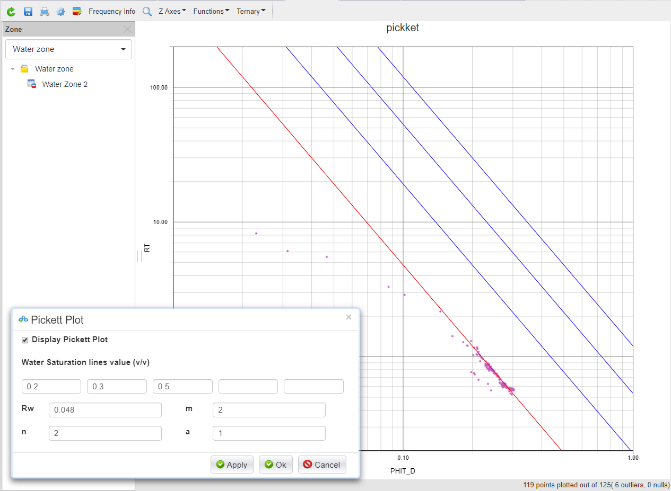 Frequency Info Z Axes Functions Ternary
Zone
Water zone
Water zone
Water Zone 2
pickket
100.00
10.00
RT
0.10
1.00
PHIT_D
Pickett Plot
Display Pickett Plot
Water Saturation lines value (v/v)
0.2 0.3 0.5
Rw 0.048 m 2
n 2 a 1
Apply Ok Cancel
119 points plotted out of 125( 6 outliers, 0 nulls)